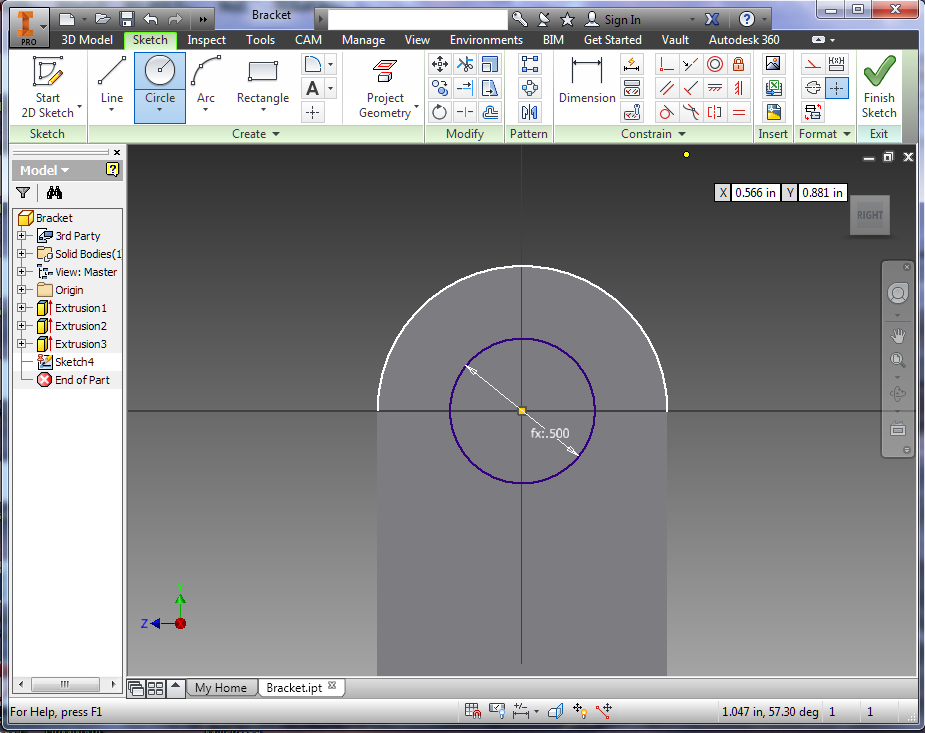 Bracket
Sign In
PRO
3D Model Sketch Inspect Tools CAM Manage View Environments BIM Get Started Vault Autodesk 360
Start
2D Sketch
Line
Circle
Arc
Rectangle
A
Project
Geometry
Dimension
Finish
Sketch
Sketch Create Modify Pattern Constrain Insert Format Exit
Model
X 0.566 in Y 0.881 in
RIGHT
Bracket
3rd Party
Solid Bodies(1
View: Master
Origin
Extrusion1
Extrusion2
Extrusion3
Sketch4
End of Part
fx:.500
Z
My Home Bracket.ipt
For Help, press F1
1.047 in, 57.30 deg 1 1